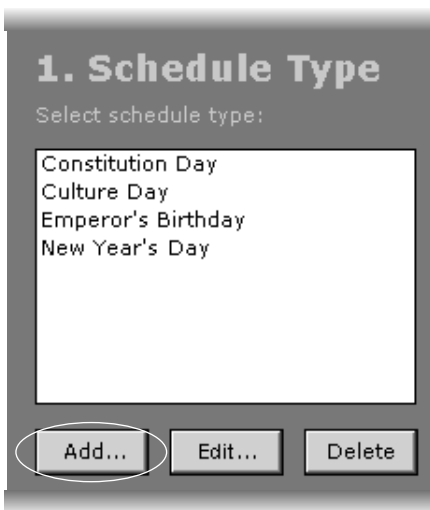 1. Schedule Type
Select schedule type:
Constitution Day
Culture Day
Emperor's Birthday
New Year's Day
Add... Edit... Delete